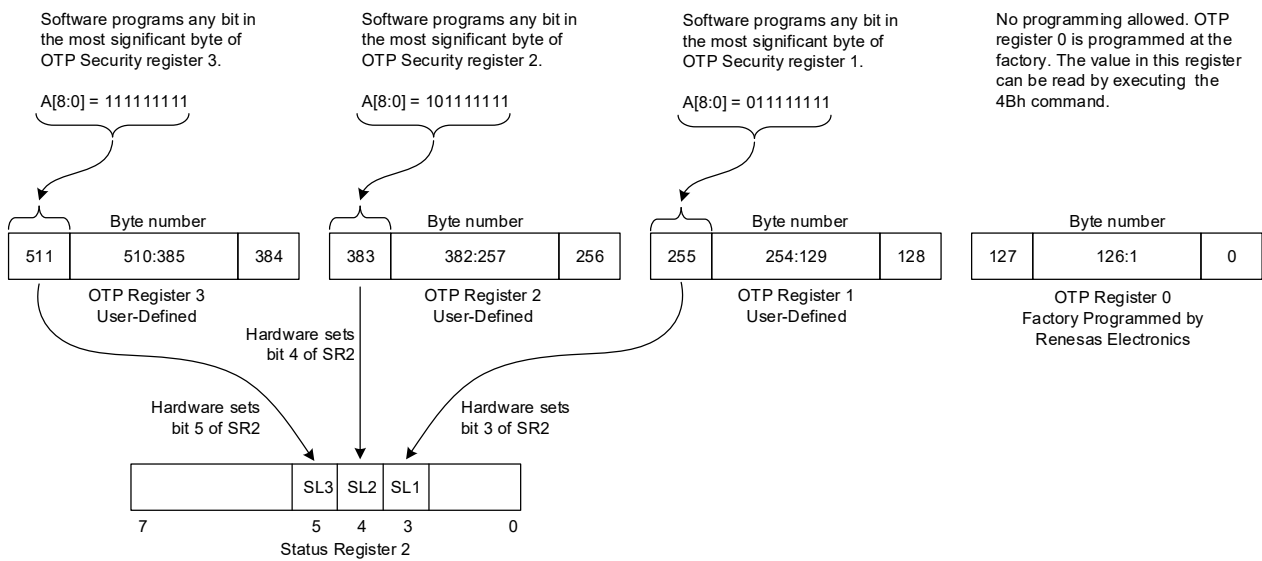 Software programs any bit in
the most significant byte of
OTP Security register 3.
Software programs any bit in
the most significant byte of
OTP Security register 2.
Software programs any bit in
the most significant byte of
OTP Security register 1.
No programming allowed. OTP
register 0 is programmed at the
factory. The value in this register
can be read by executing the
4Bh command.
A[8:0] = 111111111
A[8:0] = 101111111
A[8:0] = 011111111
Byte number
Byte number
Byte number
Byte number
511 510:385 384
383 382:257 256
255 254:129 128
127 126:1 0
OTP Register 3
User-Defined
OTP Register 2
User-Defined
OTP Register 1
User-Defined
OTP Register 0
Factory Programmed by
Renesas Electronics
Hardware sets
bit 4 of SR2
Hardware sets
bit 5 of SR2
Hardware sets
bit 3 of SR2
SL3 SL2 SL1
7 5 4 3 0
Status Register 2